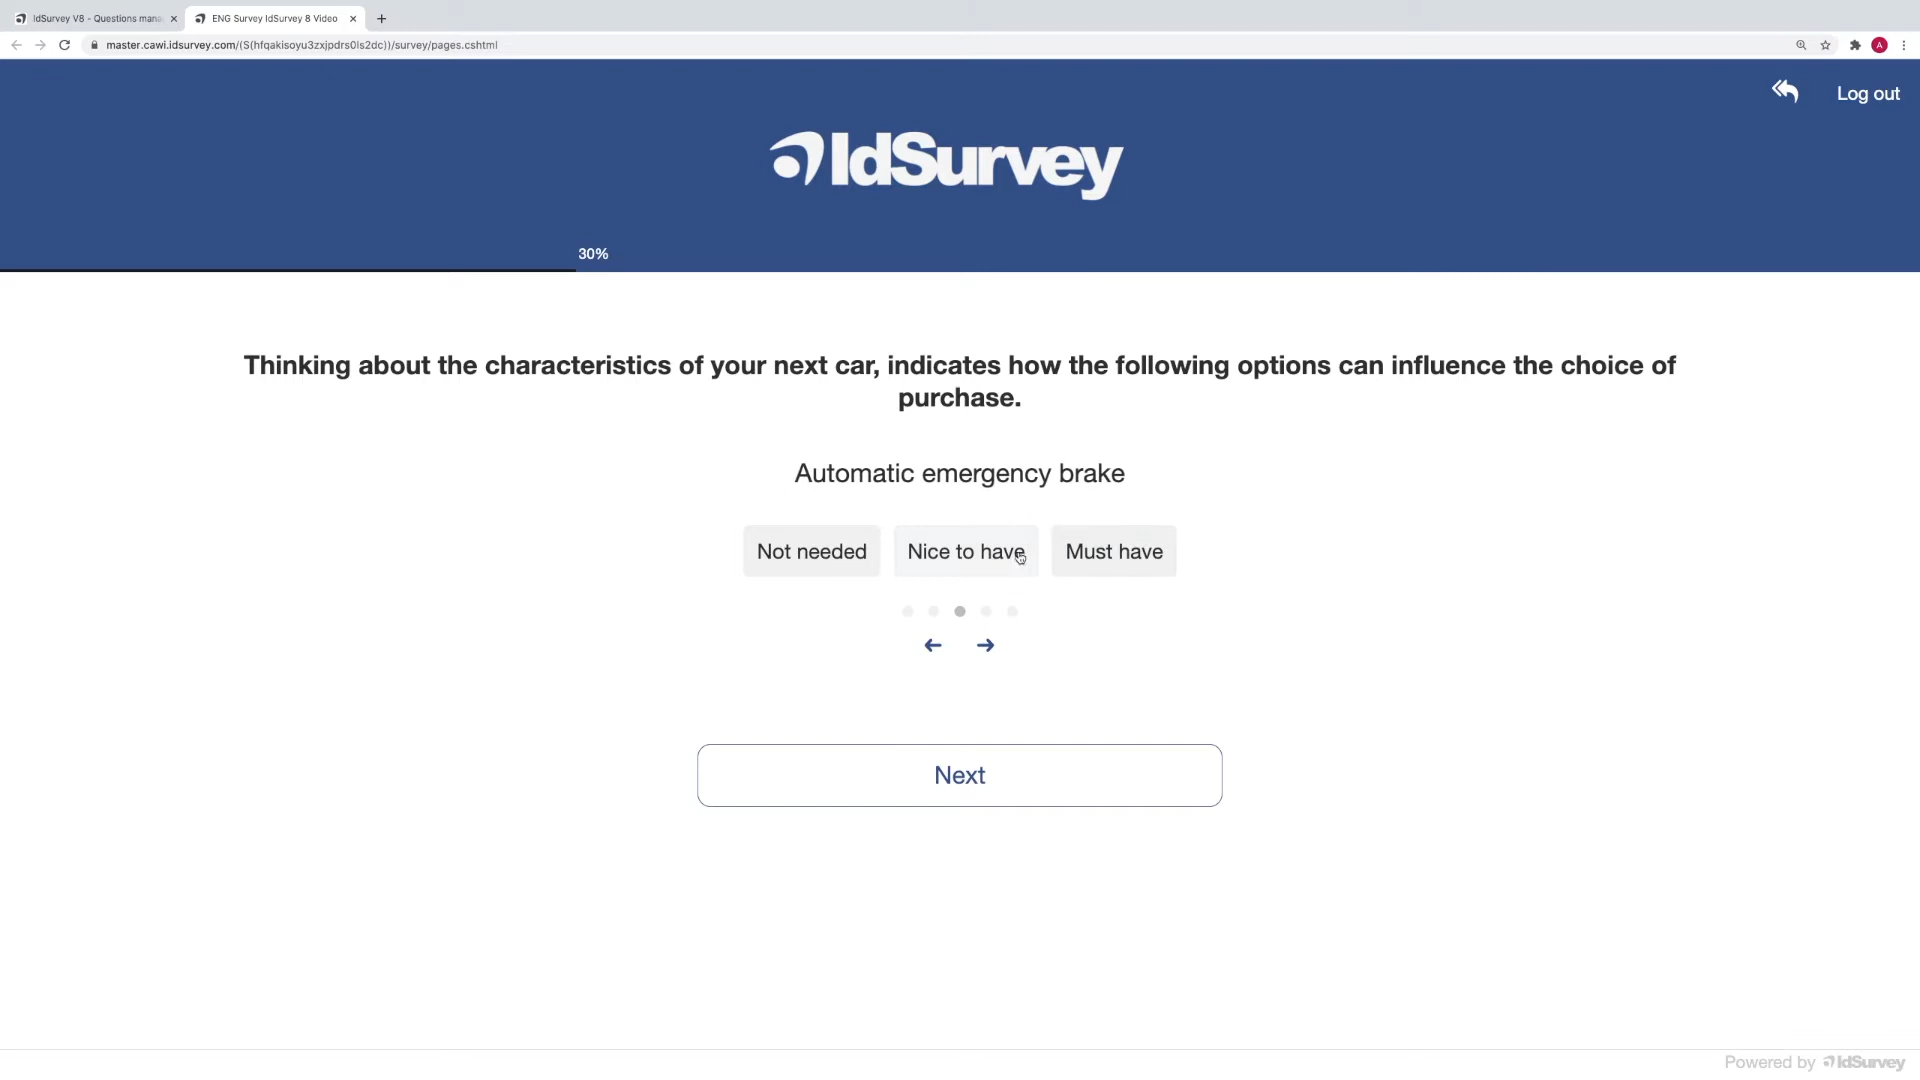 IdSurvey V8 - Questions mana
ENG Survey IdSurvey 8 Video
master.cawi.idsurvey.com/(S(hfqakisoyu3zxjpdrs0ls2dc))/survey/pages.cshtml
A
Log out
IdSurvey
30%
Thinking about the characteristics of your next car, indicates how the following options can influence the choice of
purchase.
Automatic emergency brake
Not needed Nice to have Must have
Next
Powered by IdSurvey